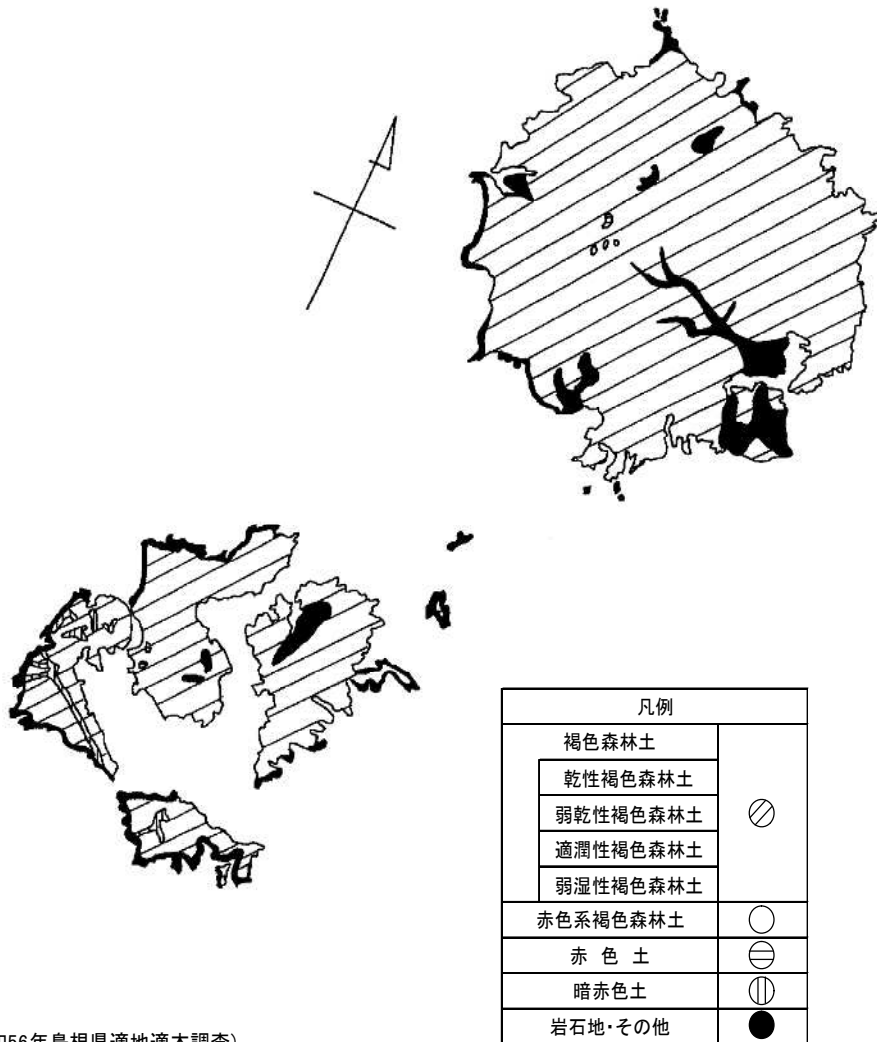 凡例
褐色森林土
乾性褐色森林土
弱乾性褐色森林土
適潤性褐色森林土
弱湿性褐色森林土
赤色系褐色森林土
赤 色 土
暗赤色土
岩石地・その他
56年島根県適地適木調査)